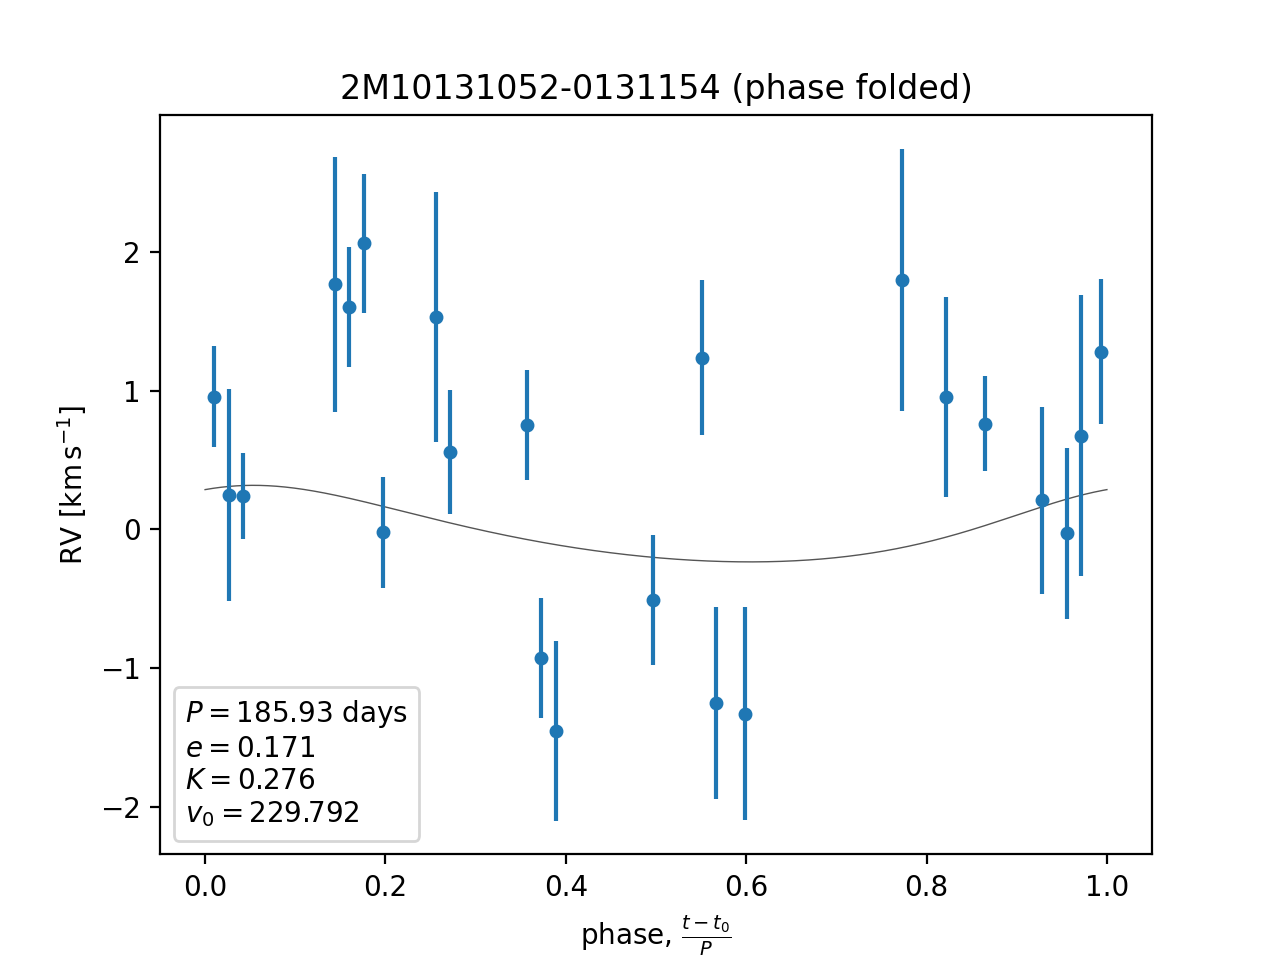 2M10131052-0131154 (phase folded)
RV [km s⁻¹]
2
1
0
−1
−2
P = 185.93 days
e = 0.171
K = 0.276
v₀ = 229.792
0.0 0.2 0.4 0.6 0.8 1.0
phase, (t − t₀)/P